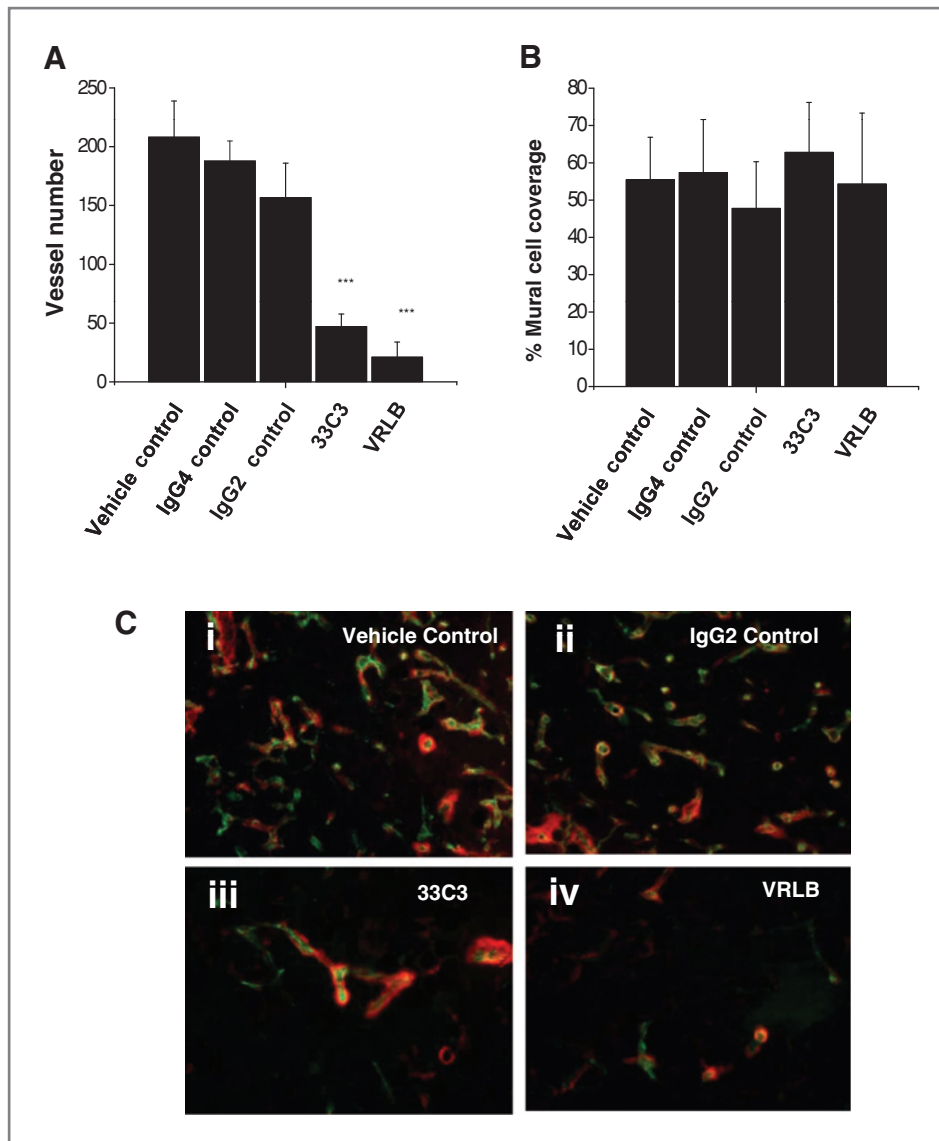 A
250
200
150
100
50
0
Vessel number
***
***
Vehicle control
IgG4 control
IgG2 control
33C3
VRLB
B
80
70
60
50
40
30
20
10
0
% Mural cell coverage
Vehicle control
IgG4 control
IgG2 control
33C3
VRLB
C
i Vehicle Control
ii IgG2 Control
iii 33C3
iv VRLB